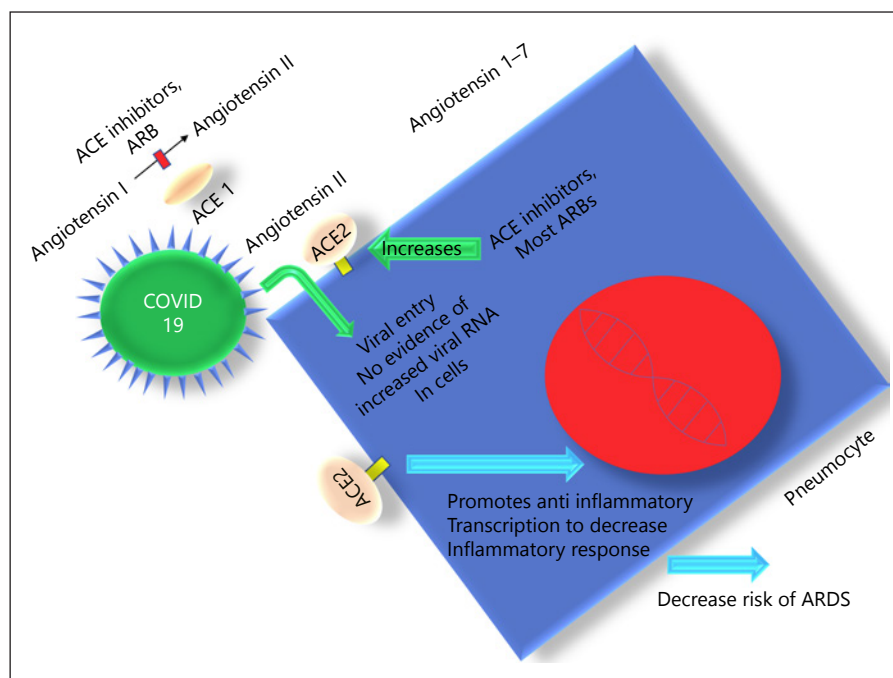 ACE inhibitors,
ARB
Angiotensin I
Angiotensin II
ACE 1
Angiotensin 1–7
Angiotensin II
ACE2
Increases
ACE inhibitors,
Most ARBs
COVID
19
Viral entry
No evidence of
increased viral RNA
In cells
ACE2
Promotes anti inflammatory
Transcription to decrease
Inflammatory response
Pneumocyte
Decrease risk of ARDS